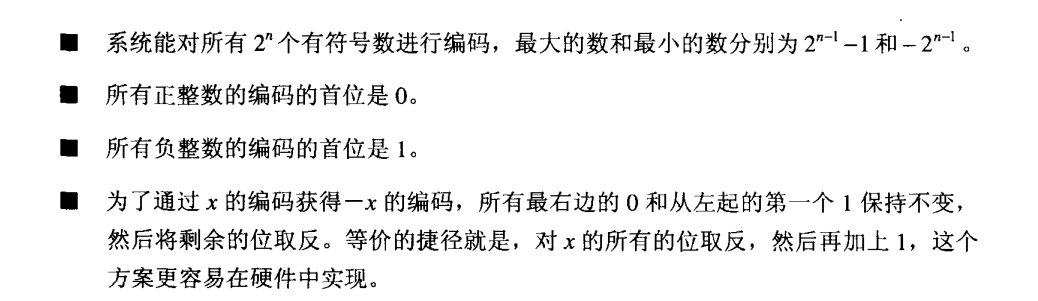 ■ 系统能对所有 2ⁿ 个有符号数进行编码，最大的数和最小的数分别为 2ⁿ⁻¹–1 和 – 2ⁿ⁻¹ 。
■ 所有正整数的编码的首位是 0。
■ 所有负整数的编码的首位是 1。
■ 为了通过 x 的编码获得－x 的编码，所有最右边的 0 和从左起的第一个 1 保持不变，
然后将剩余的位取反。等价的捷径就是，对 x 的所有的位取反，然后再加上 1，这个
方案更容易在硬件中实现。